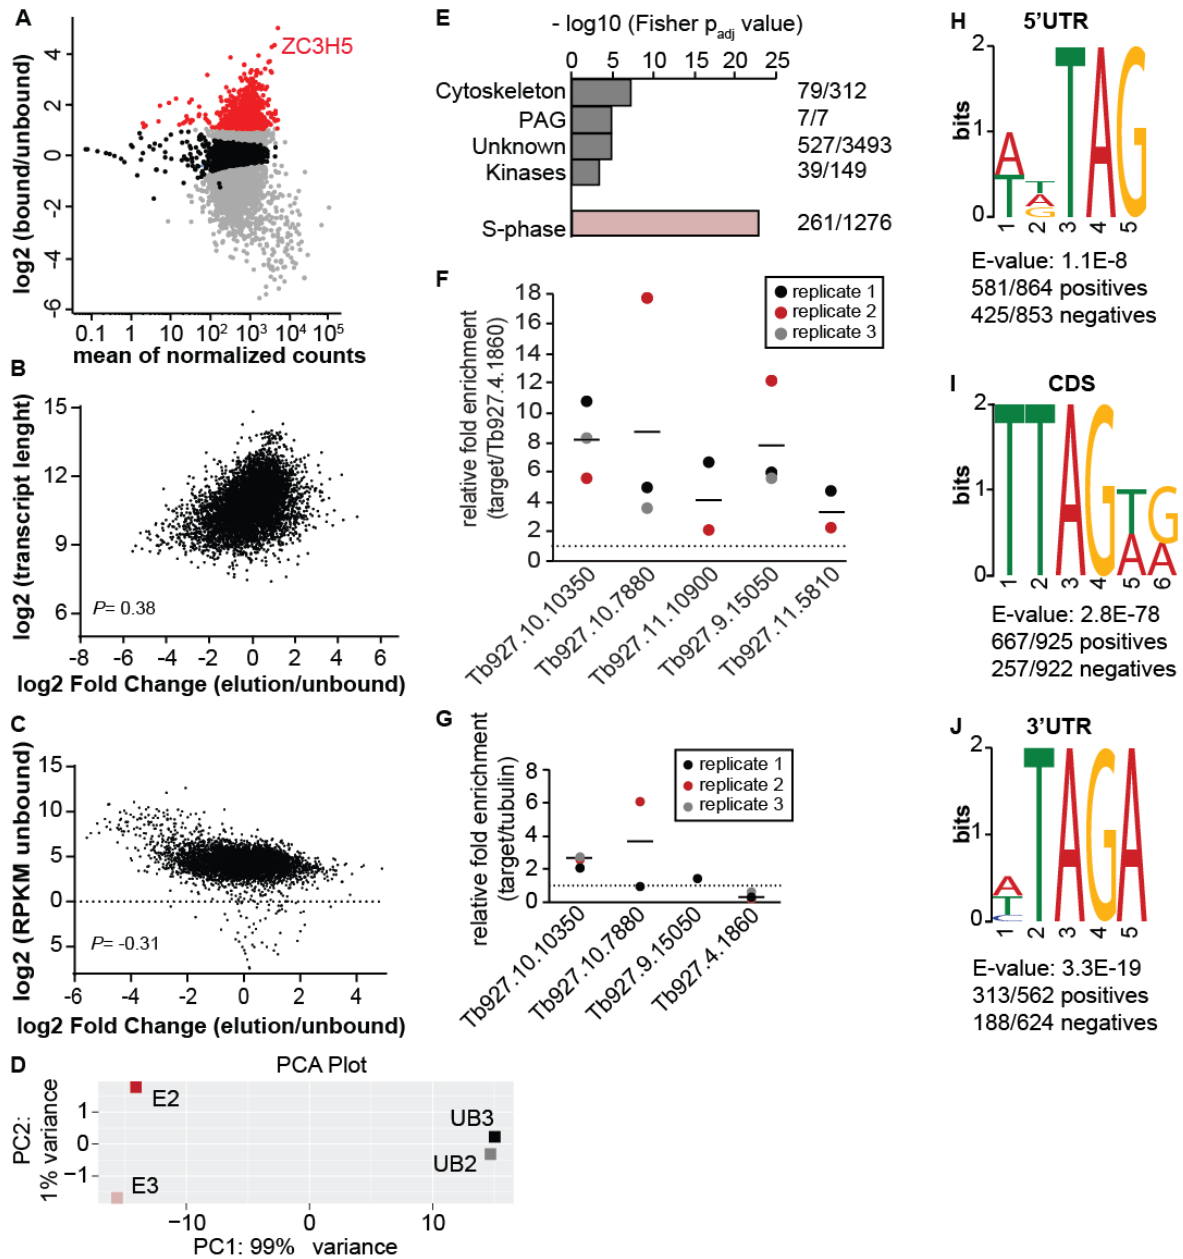 A
log2 (bound/unbound)
4
2
0
-2
-4
-6
ZC3H5
0.1 1 10 10² 10³ 10⁴ 10⁵
mean of normalized counts
B
log2 (transcript lenght)
15
12
9
6
P= 0.38
-8 -6 -4 -2 0 2 4 6
log2 Fold Change (elution/unbound)
C
log2 (RPKM unbound)
15
10
5
0
5
P= -0.31
-6 -4 -2 0 2 4
log2 Fold Change (elution/unbound)
D
PCA Plot
PC2:
1% variance
1
0
−1
E2
E3
UB3
UB2
−10 0 10
PC1: 99% variance
E
- log10 (Fisher padj value)
0 5 10 15 20 25
Cytoskeleton 79/312
PAG 7/7
Unknown 527/3493
Kinases 39/149
S-phase 261/1276
F
relative fold enrichment
(target/Tb927.4.1860)
18
16
14
12
10
8
6
4
2
0
replicate 1
replicate 2
replicate 3
Tb927.10.10350
Tb927.10.7880
Tb927.11.10900
Tb927.9.15050
Tb927.11.5810
G
relative fold enrichment
(target/tubulin)
8
6
4
2
0
replicate 1
replicate 2
replicate 3
Tb927.10.10350
Tb927.10.7880
Tb927.9.15050
Tb927.4.1860
H
5'UTR
bits
2
1
0
A T T A G T A G
1 2 3 4 5
E-value: 1.1E-8
581/864 positives
425/853 negatives
I
CDS
bits
2
1
0
T T A G T A G A
1 2 3 4 5 6
E-value: 2.8E-78
667/925 positives
257/922 negatives
J
3'UTR
bits
2
1
0
A T C T A G A
1 2 3 4 5
E-value: 3.3E-19
313/562 positives
188/624 negatives